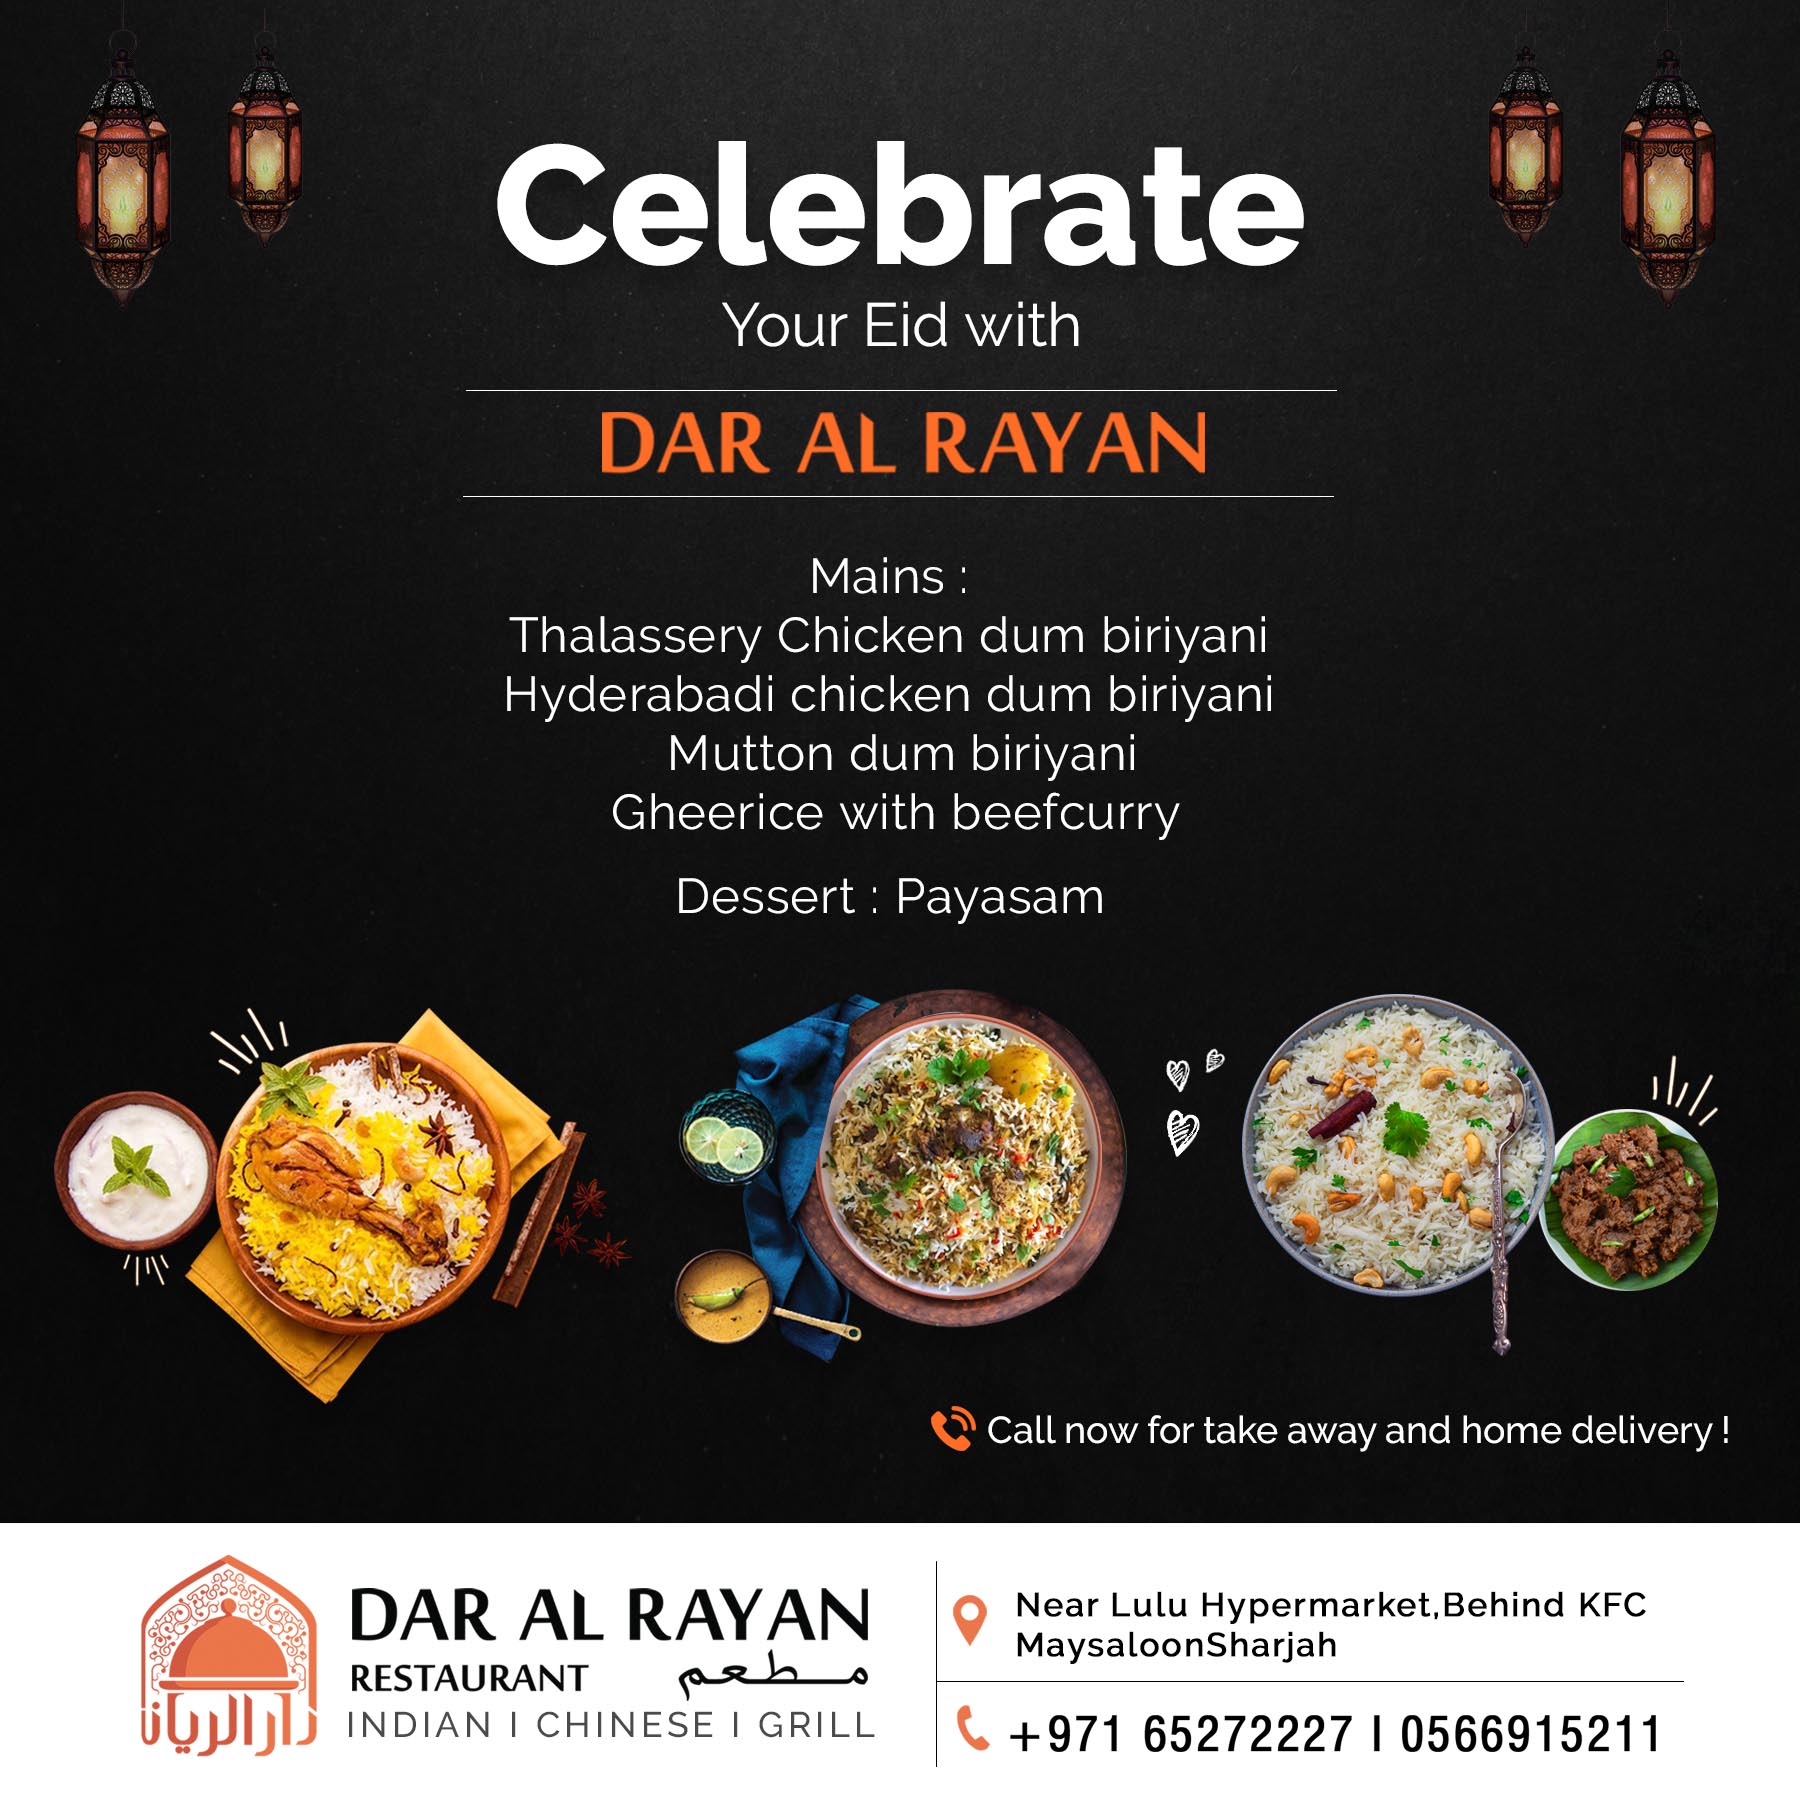 Celebrate
Your Eid with
DAR AL RAYAN
Mains :
Thalassery Chicken dum biriyani
Hyderabadi chicken dum biriyani
Mutton dum biriyani
Gheerice with beefcurry
Dessert : Payasam
Call now for take away and home delivery !
دار الريان
DAR AL RAYAN
RESTAURANT مطعم
INDIAN I CHINESE I GRILL
Near Lulu Hypermarket,Behind KFC
MaysaloonSharjah
+971 65272227 I 0566915211